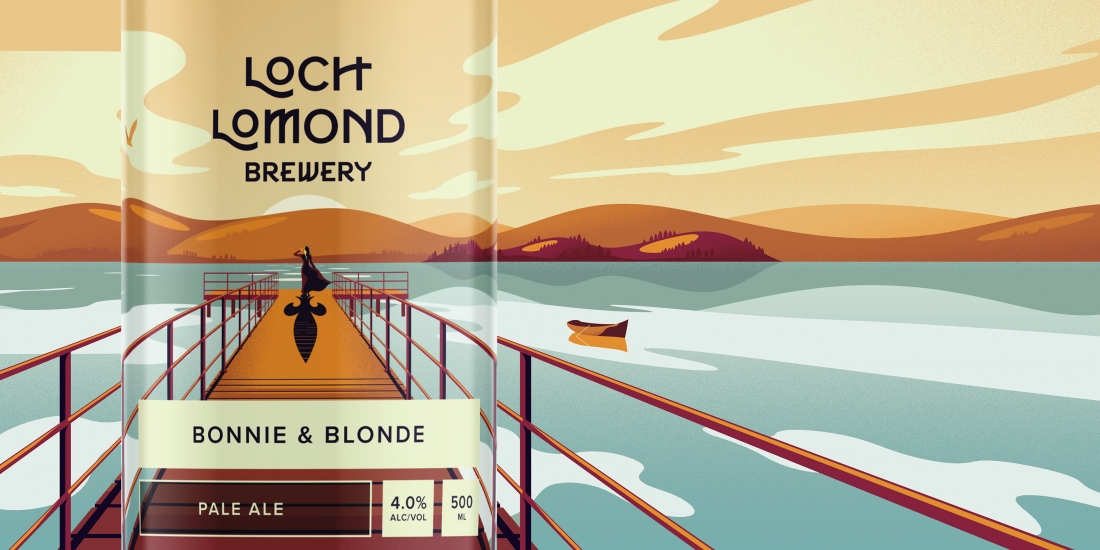 LOCH
LOMOND
BREWERY
BONNIE & BLONDE
PALE ALE
4.0%
ALC/VOL
500
ML